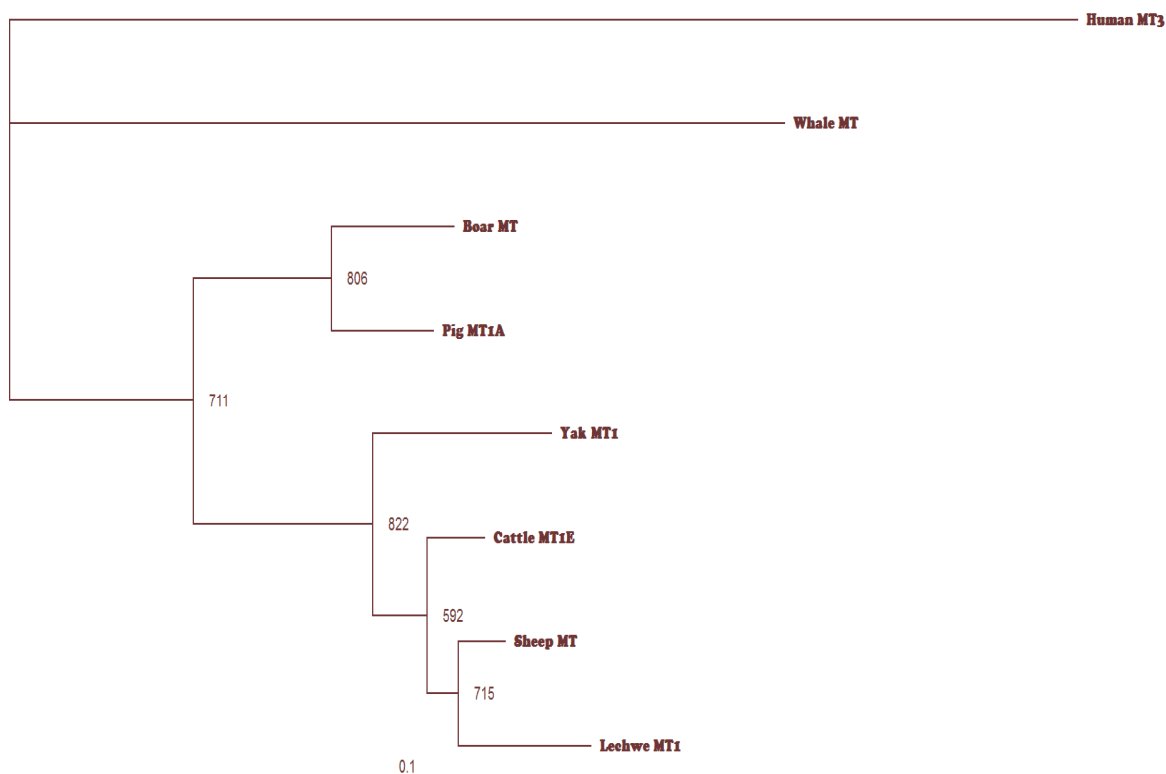 Human MT3
Whale MT
Boar MT
806
Pig MT1A
711
Yak MT1
822
Cattle MT1E
592
Sheep MT
715
Lechwe MT1
0.1